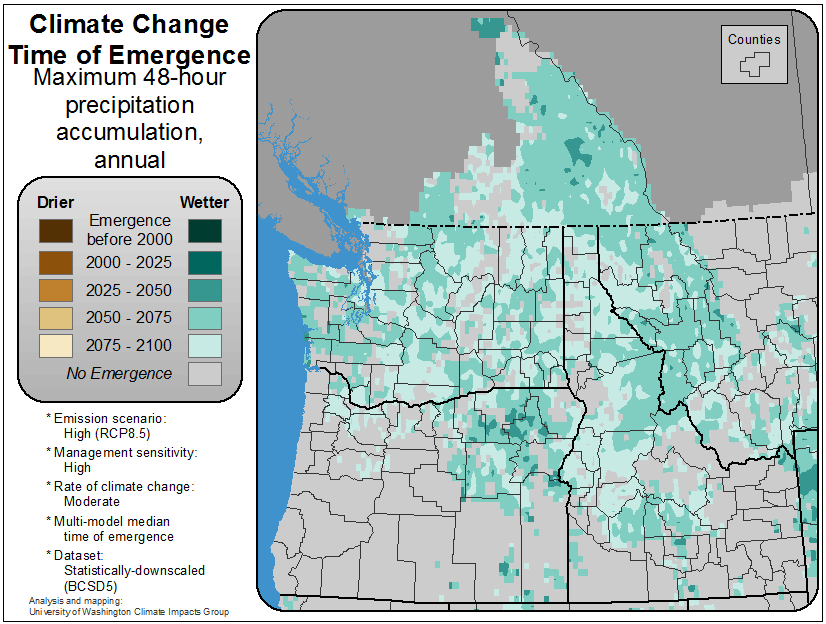 Climate Change
Time of Emergence
Maximum 48-hour
precipitation
accumulation,
annual
Counties
Drier
Wetter
Emergence
before 2000
2000 - 2025
2025 - 2050
2050 - 2075
2075 - 2100
No Emergence
* Emission scenario:
High (RCP8.5)
* Management sensitivity:
High
* Rate of climate change:
Moderate
* Multi-model median
time of emergence
* Dataset:
Statistically-downscaled
(BCSD5)
Analysis and mapping:
University of Washington Climate Impacts Group